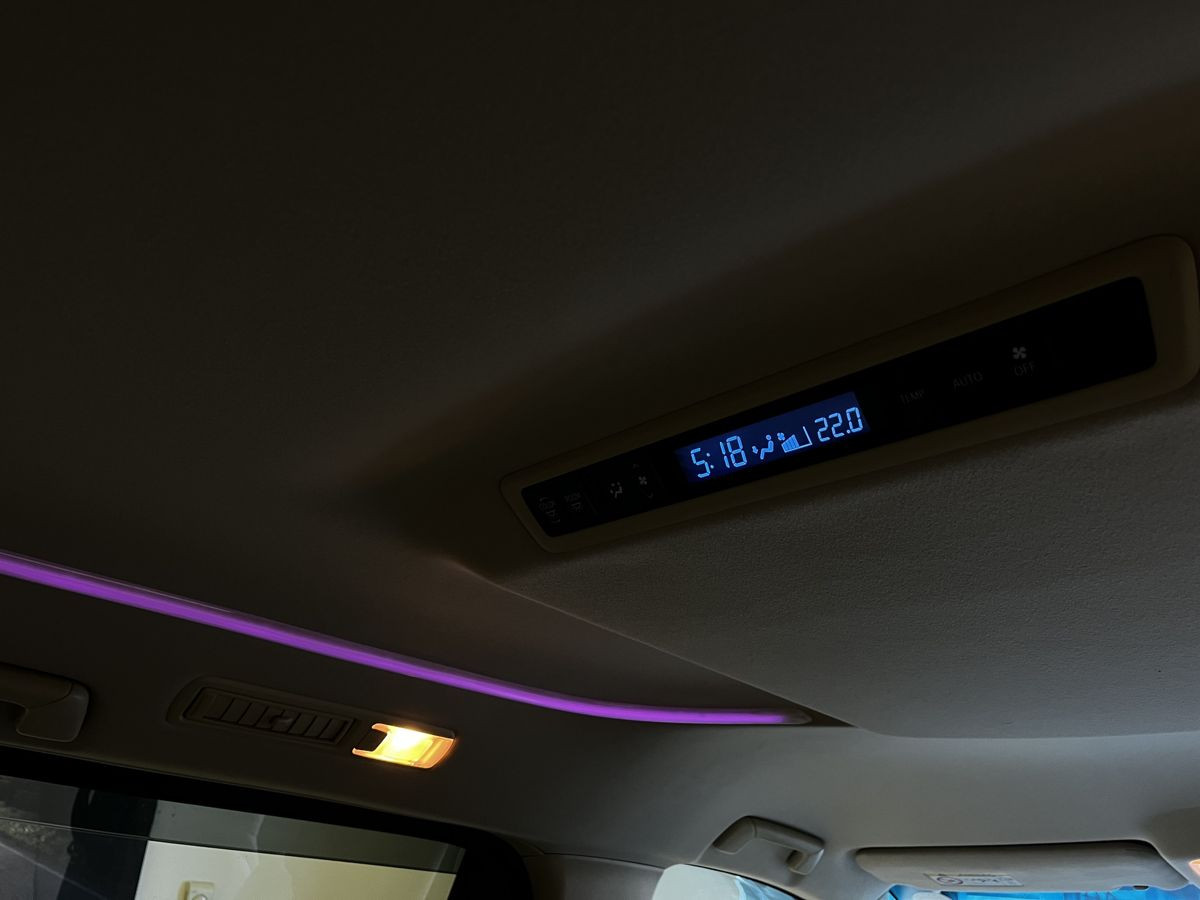 5:18 22.0
TEMP AUTO OFF